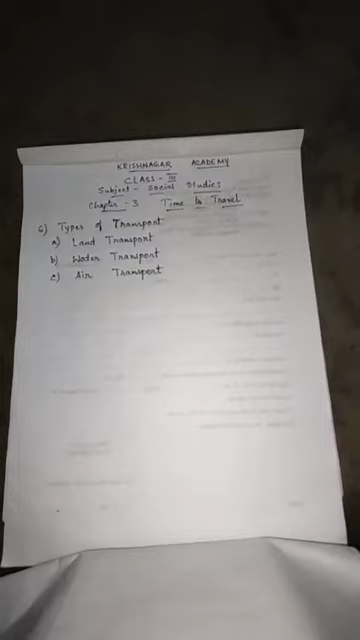 KRISHNAGAR ACADEMY
CLASS - III
Subject - Social Studies
Chapter - 3 Time to Travel
6) Types of Transport
a) Land Transport
b) Water Transport
c) Air Transport